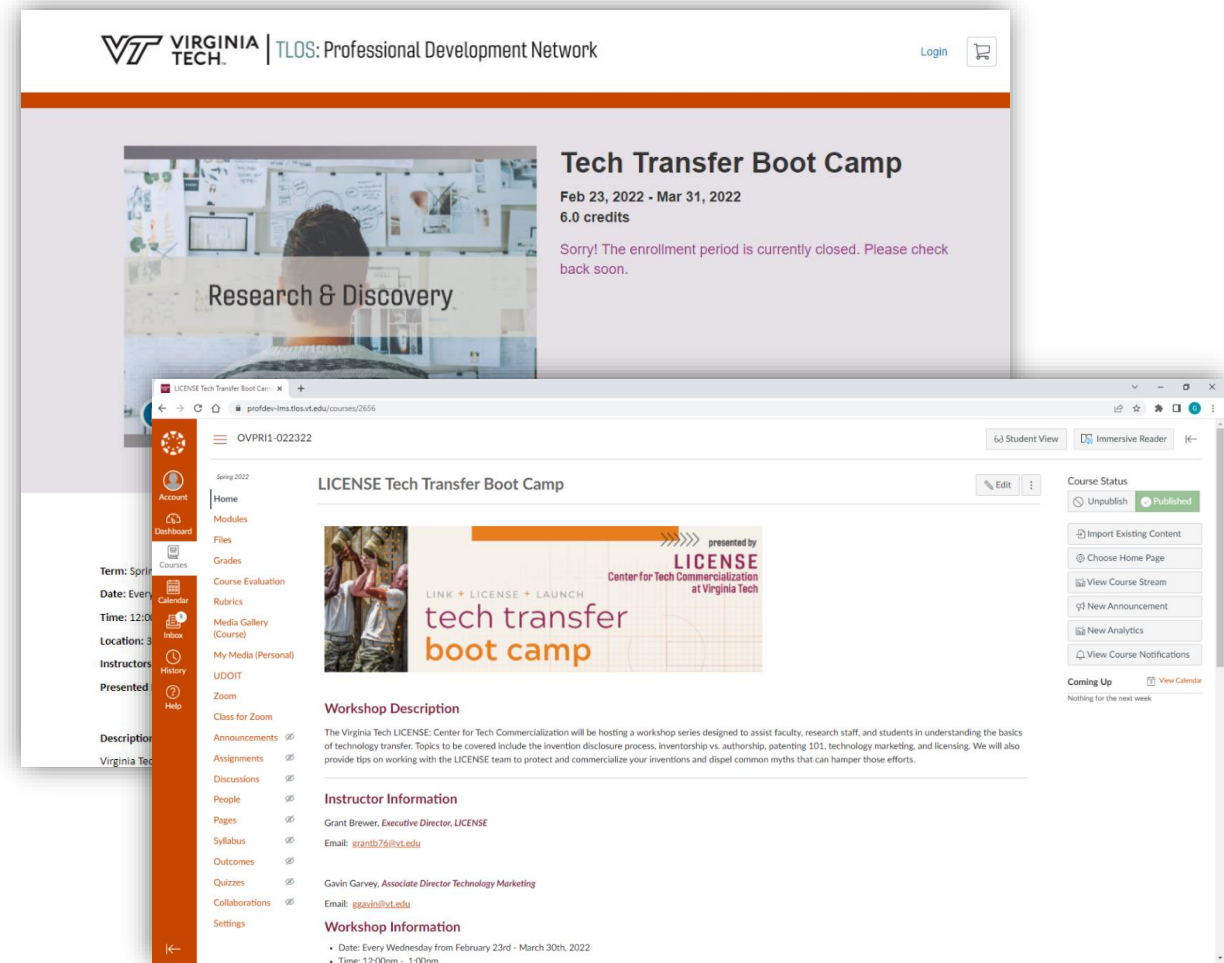 VT VIRGINIA TECH. | TLOS: Professional Development Network
Login
Tech Transfer Boot Camp
Feb 23, 2022 - Mar 31, 2022
6.0 credits
Sorry! The enrollment period is currently closed. Please check
back soon.
Research & Discovery
Term:
Date: Every
Time:
Location:
Instructors
Presented
Description
Virginia Tec
LICENSE Tech Transfer Boot Cam
profdev-lms.tlos.vt.edu/courses/2656
G
OVPRI1-022322
Student View
Immersive Reader
Account
Dashboard
Courses
Calendar
Inbox
History
Help
Spring 2022
Home
Modules
Files
Grades
Course Evaluation
Rubrics
Media Gallery
(Course)
My Media (Personal)
UDOIT
Zoom
Class for Zoom
Announcements
Assignments
Discussions
People
Pages
Syllabus
Outcomes
Quizzes
Collaborations
Settings
LICENSE Tech Transfer Boot Camp
Edit
presented by
LICENSE
Center for Tech Commercialization
at Virginia Tech
LINK + LICENSE + LAUNCH
tech transfer
boot camp
Workshop Description
The Virginia Tech LICENSE: Center for Tech Commercialization will be hosting a workshop series designed to assist faculty, research staff, and students in understanding the basics
of technology transfer. Topics to be covered include the invention disclosure process, inventorship vs. authorship, patenting 101, technology marketing, and licensing. We will also
provide tips on working with the LICENSE team to protect and commercialize your inventions and dispel common myths that can hamper those efforts.
Instructor Information
Grant Brewer, Executive Director, LICENSE
Email: grantb76@vt.edu
Gavin Garvey, Associate Director Technology Marketing
Email: ggavin@vt.edu
Workshop Information
• Date: Every Wednesday from February 23rd - March 30th, 2022
• Time: 12:00pm - 1:00pm
Course Status
Unpublish
Published
Import Existing Content
Choose Home Page
View Course Stream
New Announcement
New Analytics
View Course Notifications
Coming Up
View Calendar
Nothing for the next week